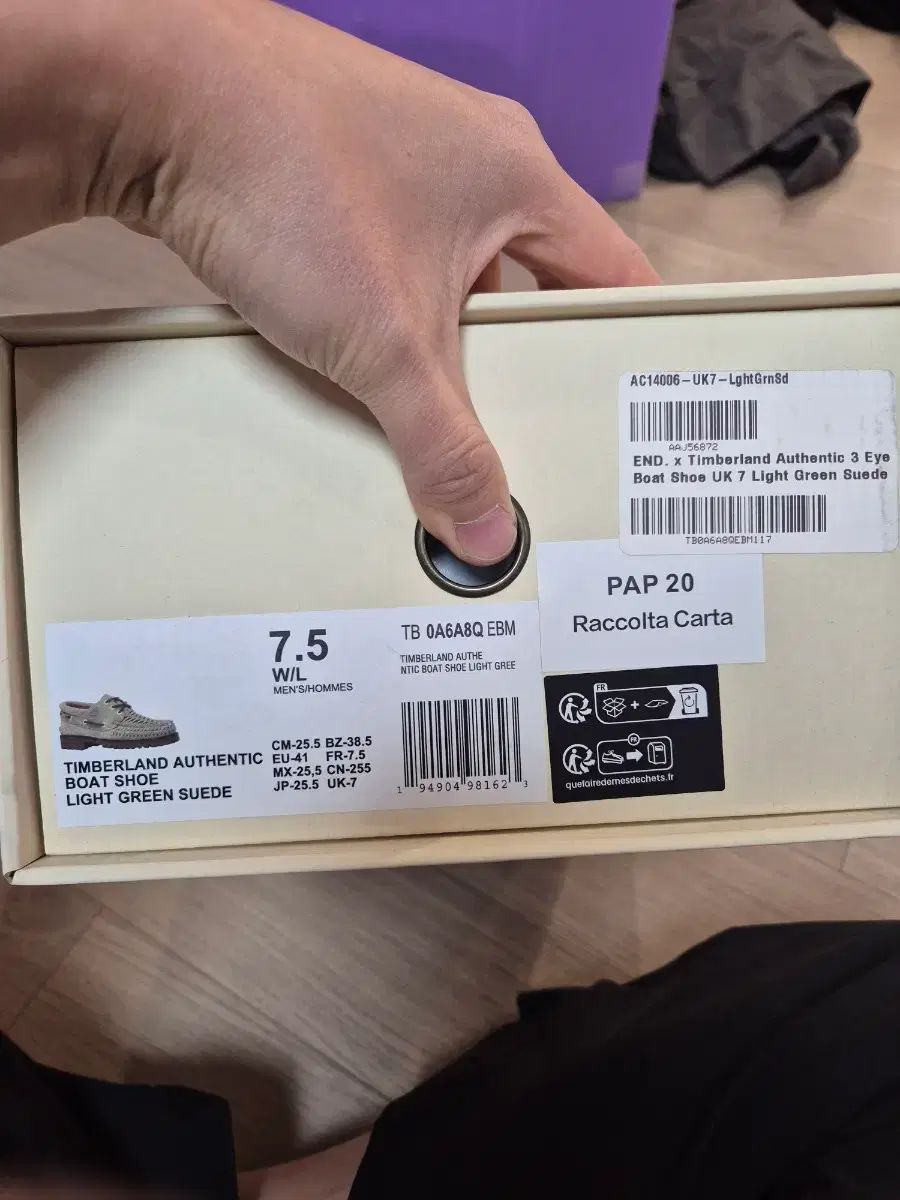 AC14006-UK7-LghtGrnSd
AAJ56872
END. x Timberland Authentic 3 Eye
Boat Shoe UK 7 Light Green Suede
TB0A6A8QEBM117
PAP 20
Raccolta Carta
7.5
W/L
MEN'S/HOMMES
TB 0A6A8Q EBM
TIMBERLAND AUTHE
NTIC BOAT SHOE LIGHT GREE
TIMBERLAND AUTHENTIC
BOAT SHOE
LIGHT GREEN SUEDE
CM-25.5 BZ-38.5
EU-41 FR-7.5
MX-25,5 CN-255
JP-25.5 UK-7
1 94904 98162 3
FR
FR
quefairedemesdechets.fr